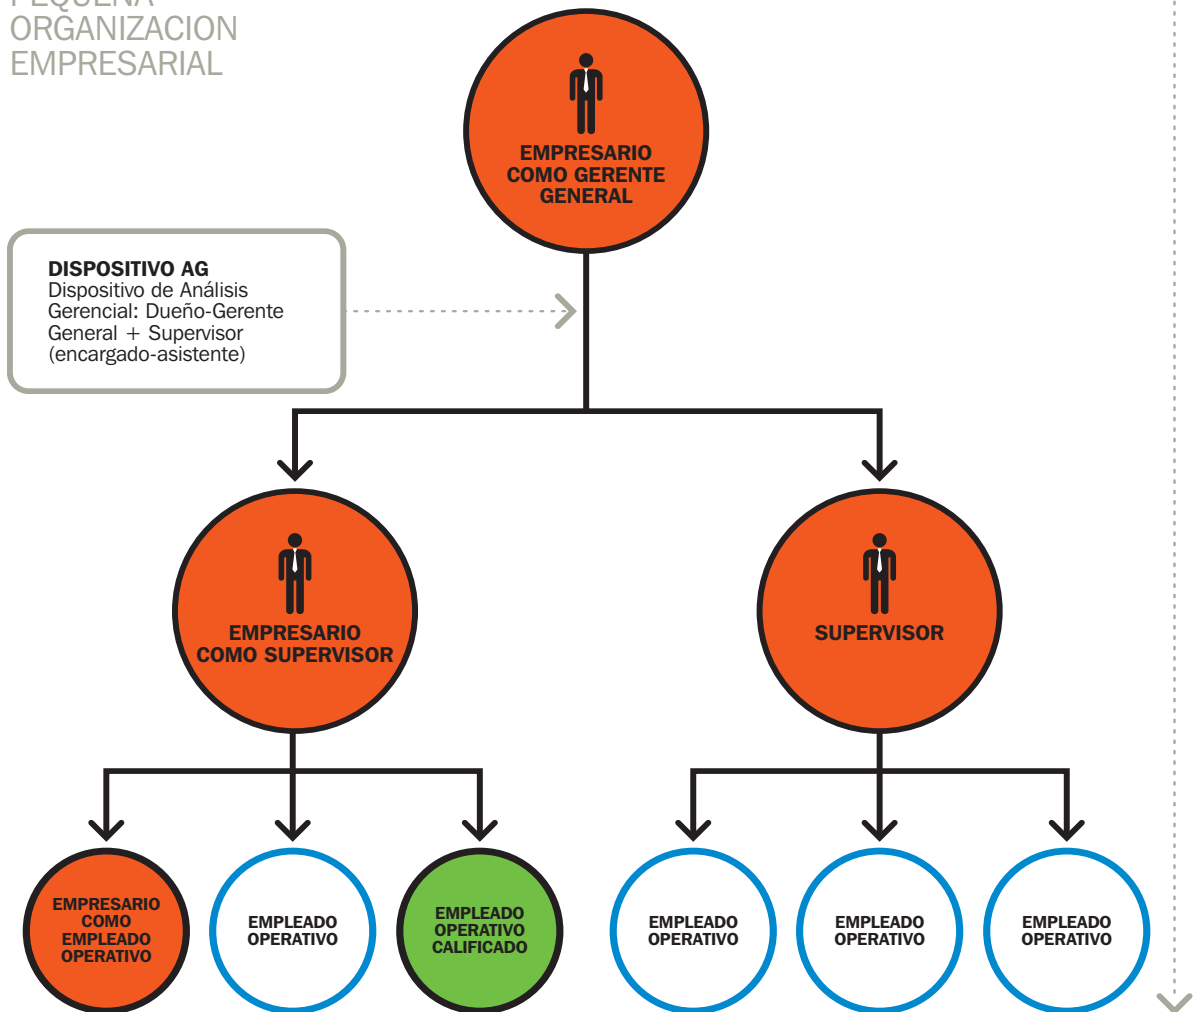 PEQUEÑA
ORGANIZACION
EMPRESARIAL
EMPRESARIO
COMO GERENTE
GENERAL
DISPOSITIVO AG
Dispositivo de Análisis
Gerencial: Dueño-Gerente
General + Supervisor
(encargado-asistente)
EMPRESARIO
COMO SUPERVISOR
SUPERVISOR
EMPRESARIO
COMO
EMPLEADO
OPERATIVO
EMPLEADO
OPERATIVO
EMPLEADO
OPERATIVO
CALIFICADO
EMPLEADO
OPERATIVO
EMPLEADO
OPERATIVO
EMPLEADO
OPERATIVO